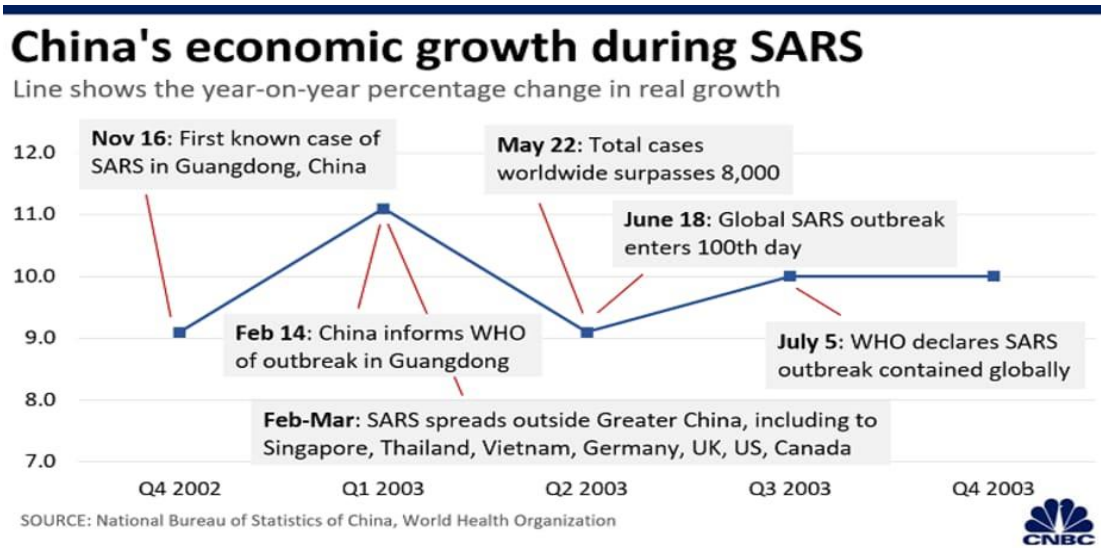 China's economic growth during SARS
Line shows the year-on-year percentage change in real growth
Nov 16: First known case of
SARS in Guangdong, China
May 22: Total cases
worldwide surpasses 8,000
June 18: Global SARS outbreak
enters 100th day
Feb 14: China informs WHO
of outbreak in Guangdong
July 5: WHO declares SARS
outbreak contained globally
Feb-Mar: SARS spreads outside Greater China, including to
Singapore, Thailand, Vietnam, Germany, UK, US, Canada
12.0
11.0
10.0
9.0
8.0
7.0
Q4 2002 Q1 2003 Q2 2003 Q3 2003 Q4 2003
SOURCE: National Bureau of Statistics of China, World Health Organization
CNBC